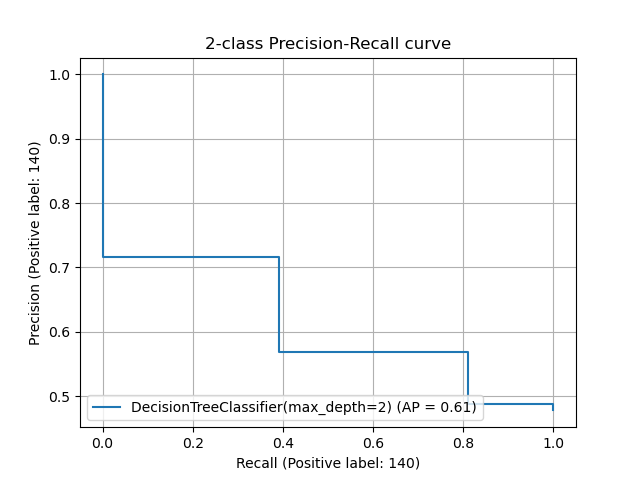 2-class Precision-Recall curve
1.0
0.9
0.8
0.7
0.6
0.5
Precision (Positive label: 140)
DecisionTreeClassifier(max_depth=2) (AP = 0.61)
0.0 0.2 0.4 0.6 0.8 1.0
Recall (Positive label: 140)